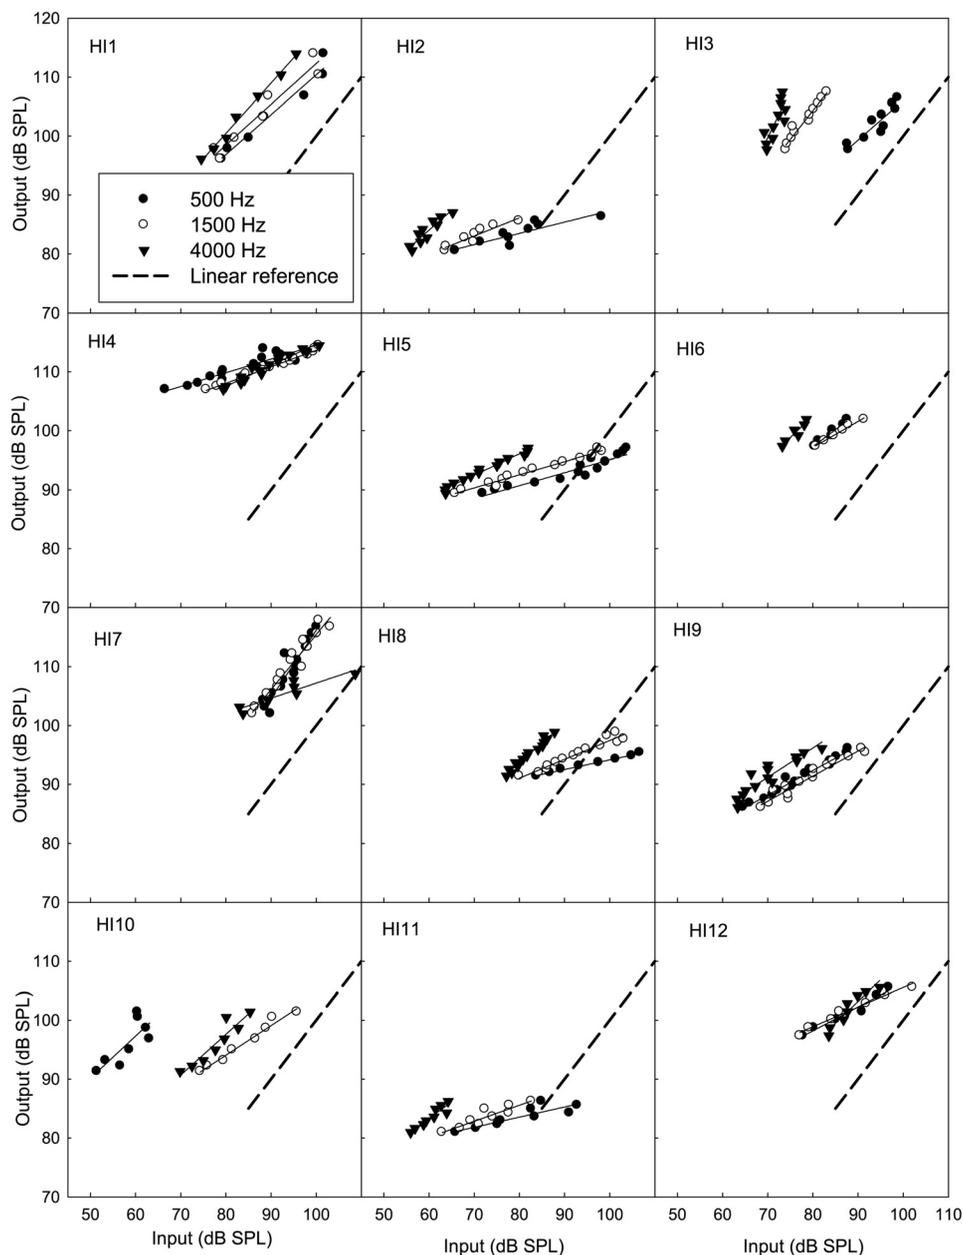 120
110
100
90
80
70
Output (dB SPL)
HI1
HI2
HI3
500 Hz
1500 Hz
4000 Hz
Linear reference
110
100
90
80
70
Output (dB SPL)
HI4
HI5
HI6
110
100
90
80
70
Output (dB SPL)
HI7
HI8
HI9
110
100
90
80
70
Output (dB SPL)
HI10
HI11
HI12
50 60 70 80 90 100 50 60 70 80 90 100 50 60 70 80 90 100 110
Input (dB SPL) Input (dB SPL) Input (dB SPL)